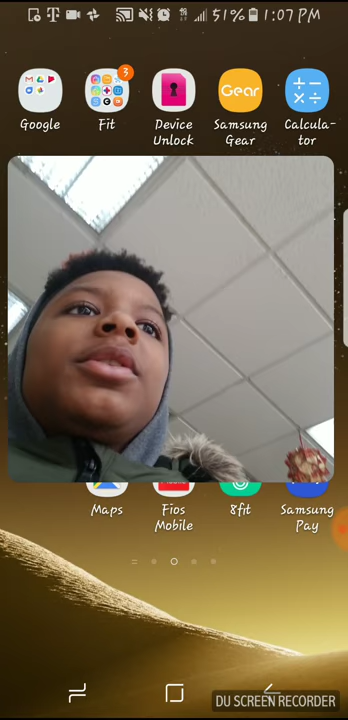 51% 1:07 PM
3
Gear
Google
Fit
Device
Unlock
Samsung
Gear
Calcula-
tor
Maps
Fios
Mobile
8fit
Samsung
Pay
DU SCREEN RECORDER